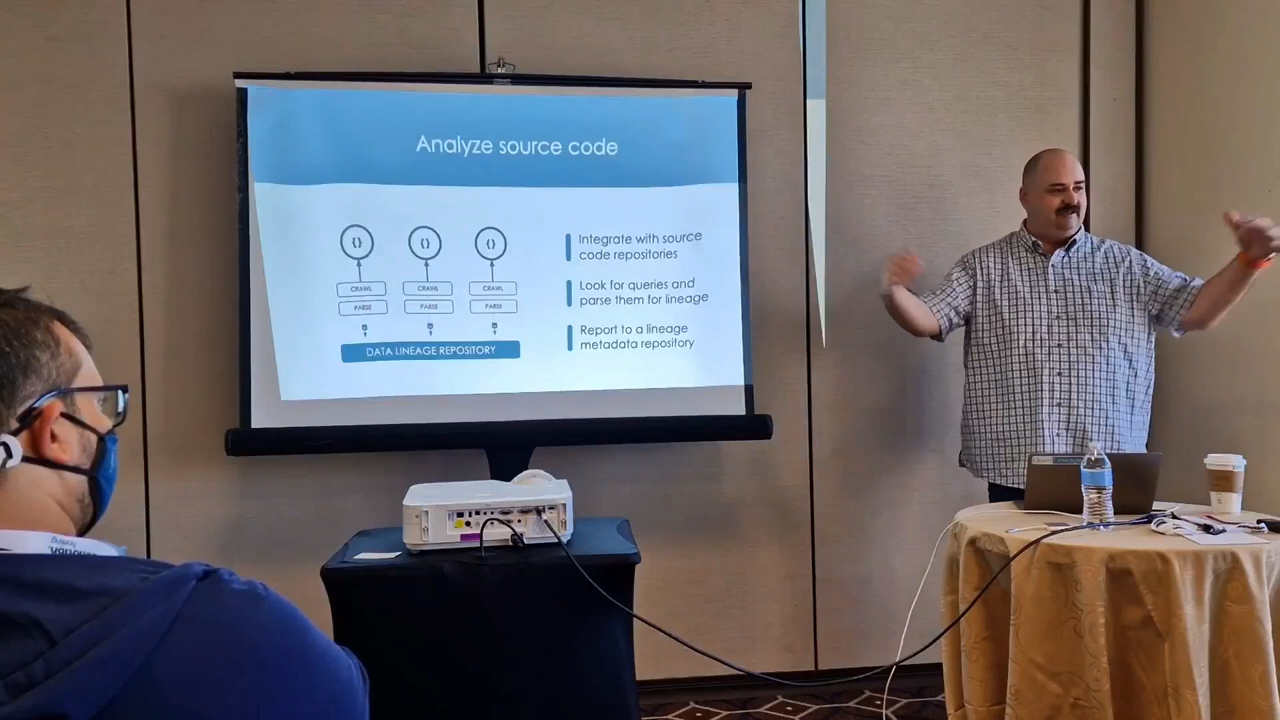 Analyze source code
CRAWL
CRAWL
CRAWL
PARSE
PARSE
PARSE
DATA LINEAGE REPOSITORY
Integrate with source
code repositories
Look for queries and
parse them for lineage
Report to a lineage
metadata repository